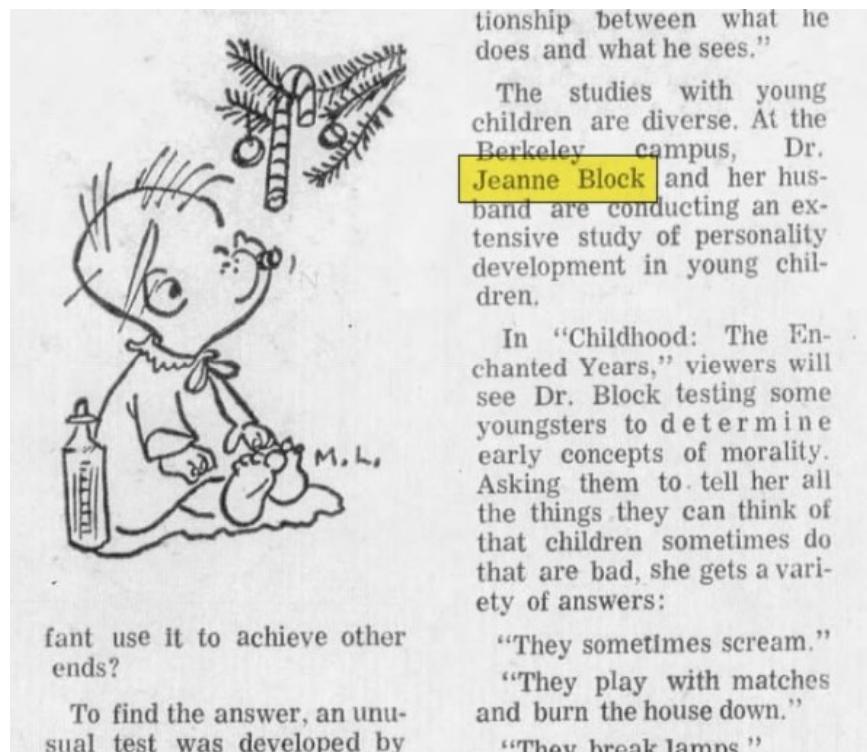 M. L.
fant use it to achieve other
ends?
To find the answer, an unu-
sual test was developed by
tionship between what he
does and what he sees."
The studies with young
children are diverse. At the
Berkeley campus, Dr.
Jeanne Block and her hus-
band are conducting an ex-
tensive study of personality
development in young chil-
dren.
In "Childhood: The En-
chanted Years," viewers will
see Dr. Block testing some
youngsters to determine
early concepts of morality.
Asking them to tell her all
the things they can think of
that children sometimes do
that are bad, she gets a vari-
ety of answers:
"They sometimes scream."
"They play with matches
and burn the house down."
"They break lamps."